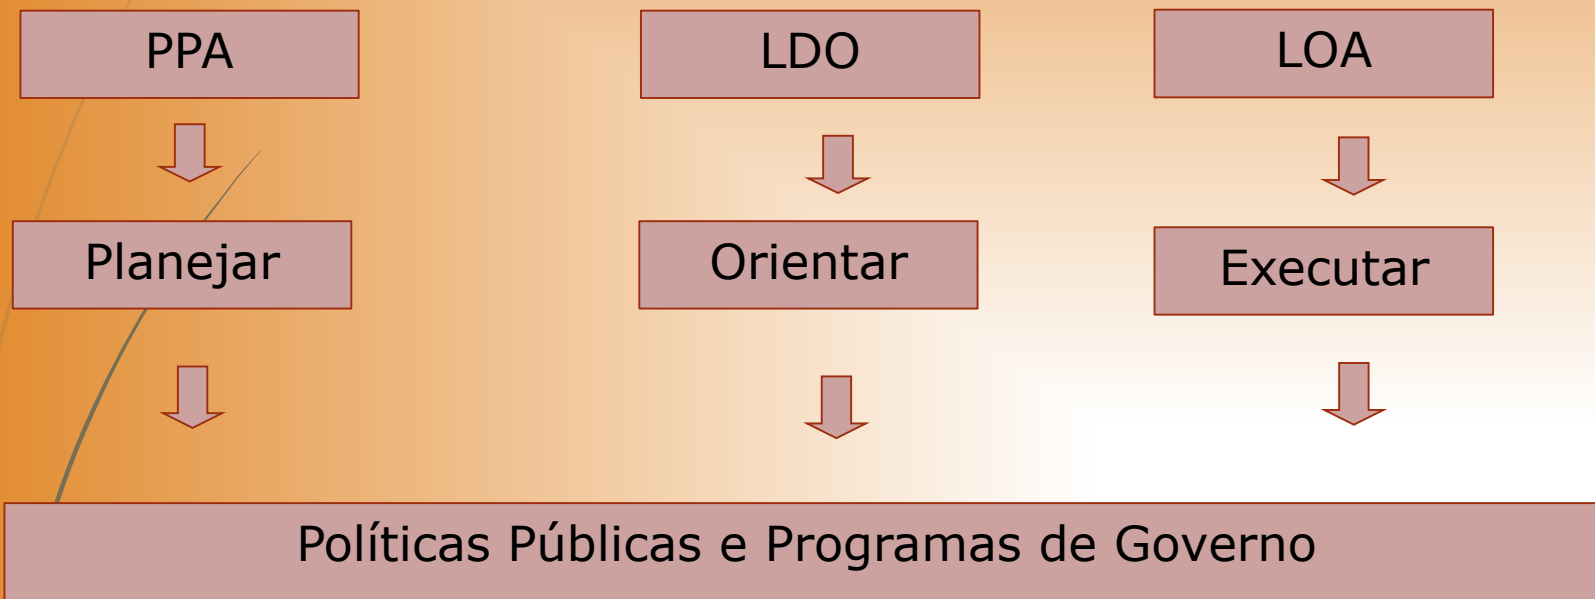 PPA
LDO
LOA
Planejar
Orientar
Executar
Políticas Públicas e Programas de Governo